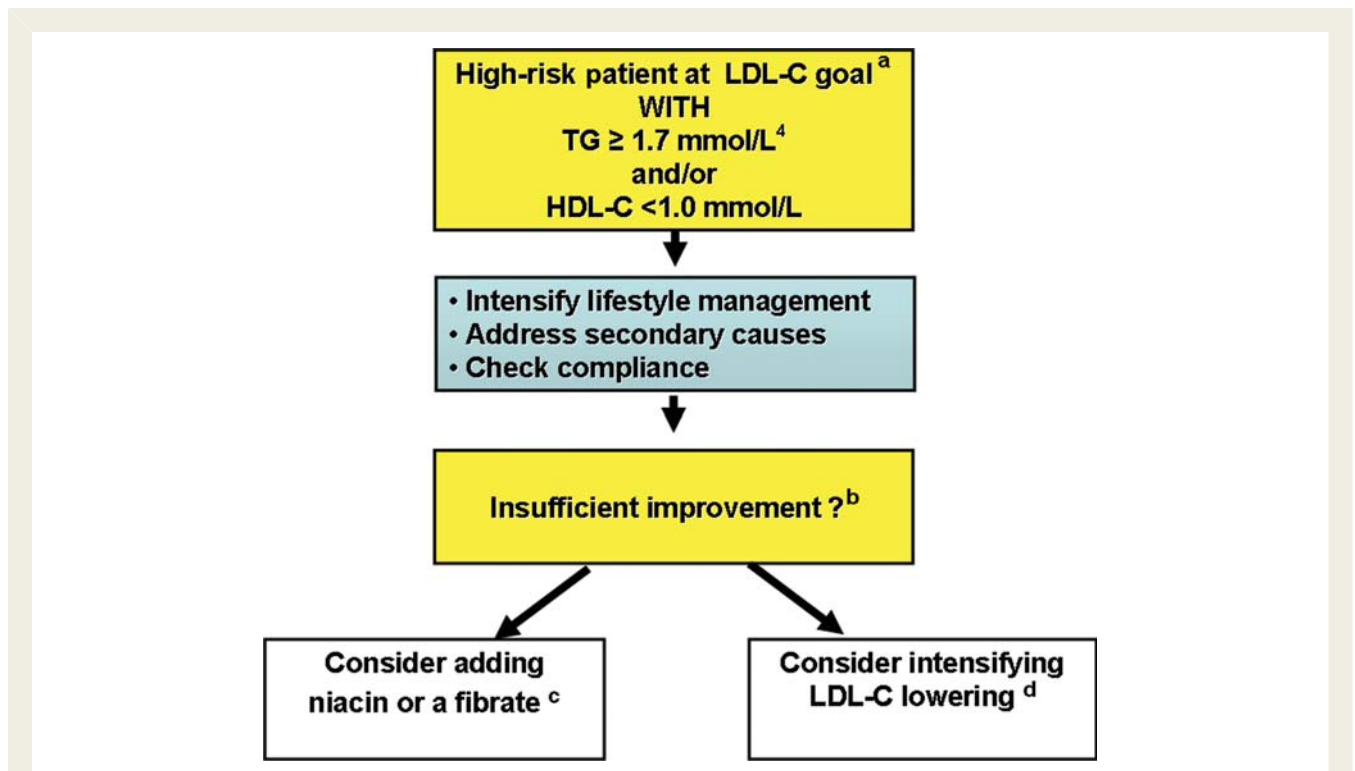 High-risk patient at LDL-C goal a
WITH
TG ≥ 1.7 mmol/L4
and/or
HDL-C <1.0 mmol/L
• Intensify lifestyle management
• Address secondary causes
• Check compliance
Insufficient improvement ?b
Consider adding
niacin or a fibrate c
Consider intensifying
LDL-C lowering d